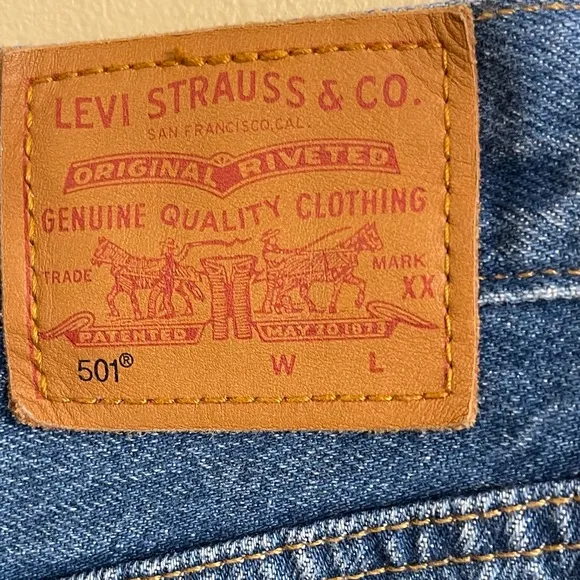 LEVI STRAUSS & CO.
SAN FRANCISCO, CAL.
ORIGINAL RIVETED
GENUINE QUALITY CLOTHING
TRADE MARK
XX
PATENTED MAY 20 1873
501®
W L